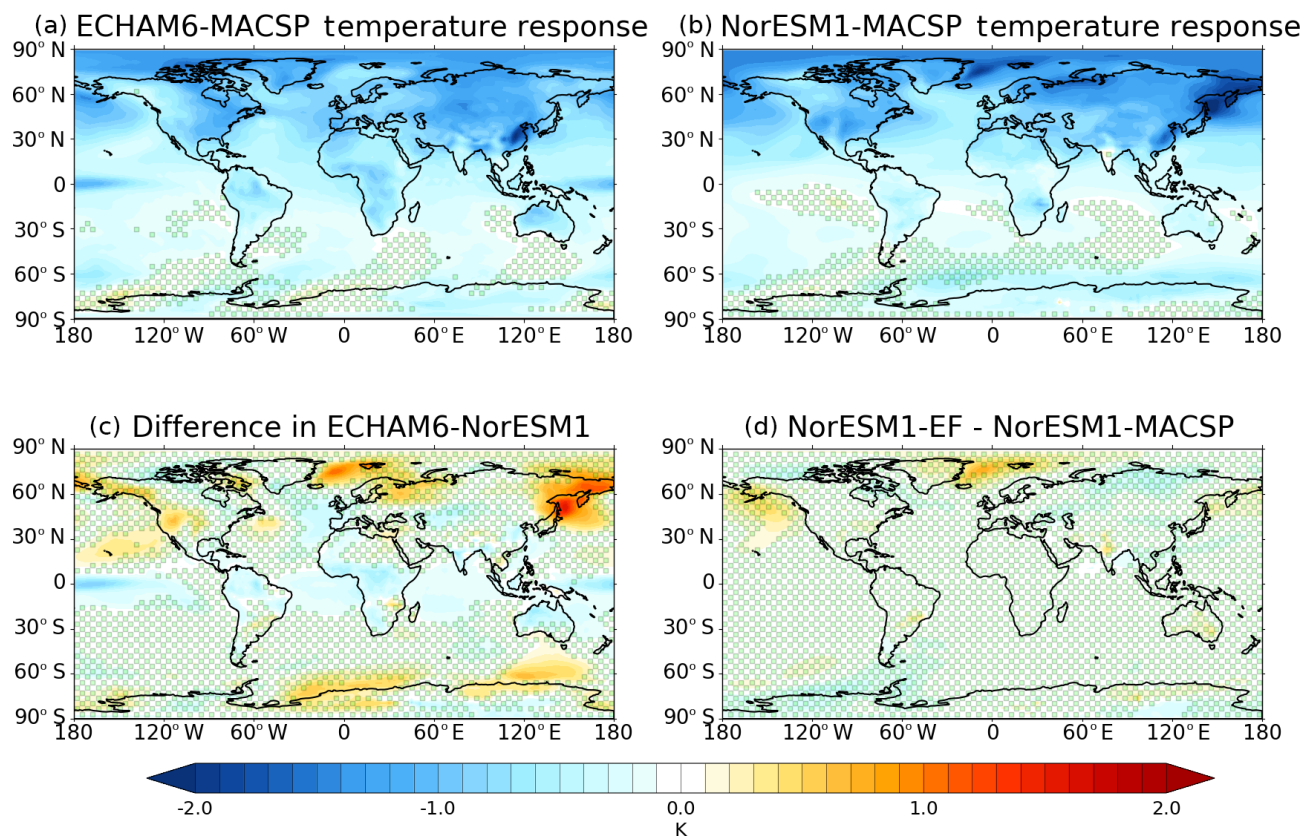 (a) ECHAM6-MACSP temperature response
(b) NorESM1-MACSP temperature response
90° N
60° N
30° N
0
30° S
60° S
90° S
180
120° W
60° W
0
60° E
120° E
180
90° N
60° N
30° N
0
30° S
60° S
90° S
180
120° W
60° W
0
60° E
120° E
180
(c) Difference in ECHAM6-NorESM1
(d) NorESM1-EF - NorESM1-MACSP
90° N
60° N
30° N
0
30° S
60° S
90° S
180
120° W
60° W
0
60° E
120° E
180
90° N
60° N
30° N
0
30° S
60° S
90° S
180
120° W
60° W
0
60° E
120° E
180
-2.0
-1.0
0.0
1.0
2.0
K